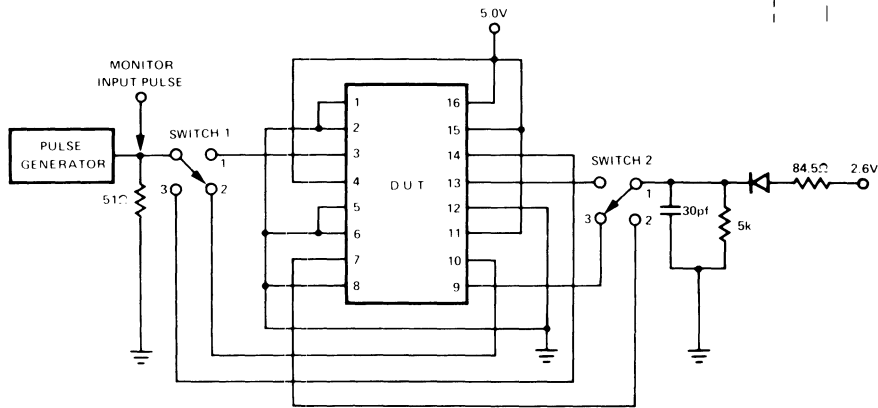 5.0V
MONITOR
INPUT PULSE
PULSE
GENERATOR
SWITCH 1
1
2
3
51Ω
DUT
1
2
3
4
5
6
7
8
16
15
14
13
12
11
10
9
SWITCH 2
1
2
3
30pf
5k
84.5Ω
2.6V